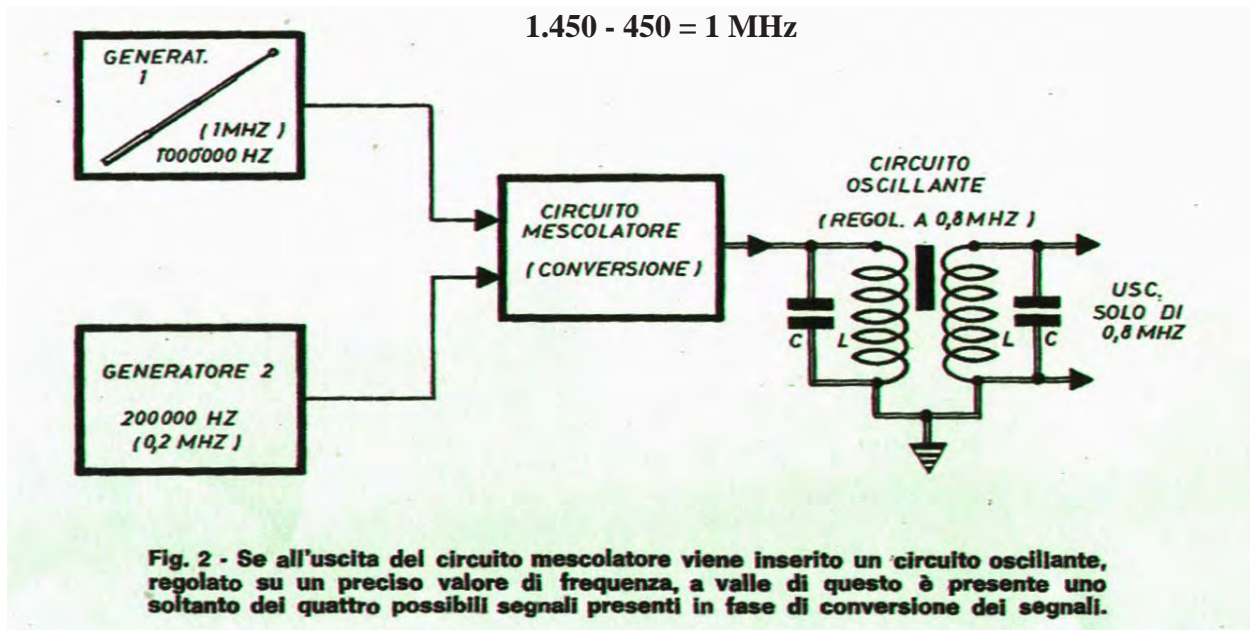 1.450 - 450 = 1 MHz
GENERAT.
1
(1MHZ)
1000000 HZ
GENERATORE 2
200000 HZ
(0,2 MHZ)
CIRCUITO
MESCOLATORE
(CONVERSIONE)
CIRCUITO
OSCILLANTE
(REGOL. A 0,8MHZ)
C L
L C
USC.
SOLO DI
0,8 MHZ
Fig. 2 - Se all'uscita del circuito mescolatore viene inserito un circuito oscillante,
regolato su un preciso valore di frequenza, a valle di questo è presente uno
soltanto dei quattro possibili segnali presenti in fase di conversione dei segnali.